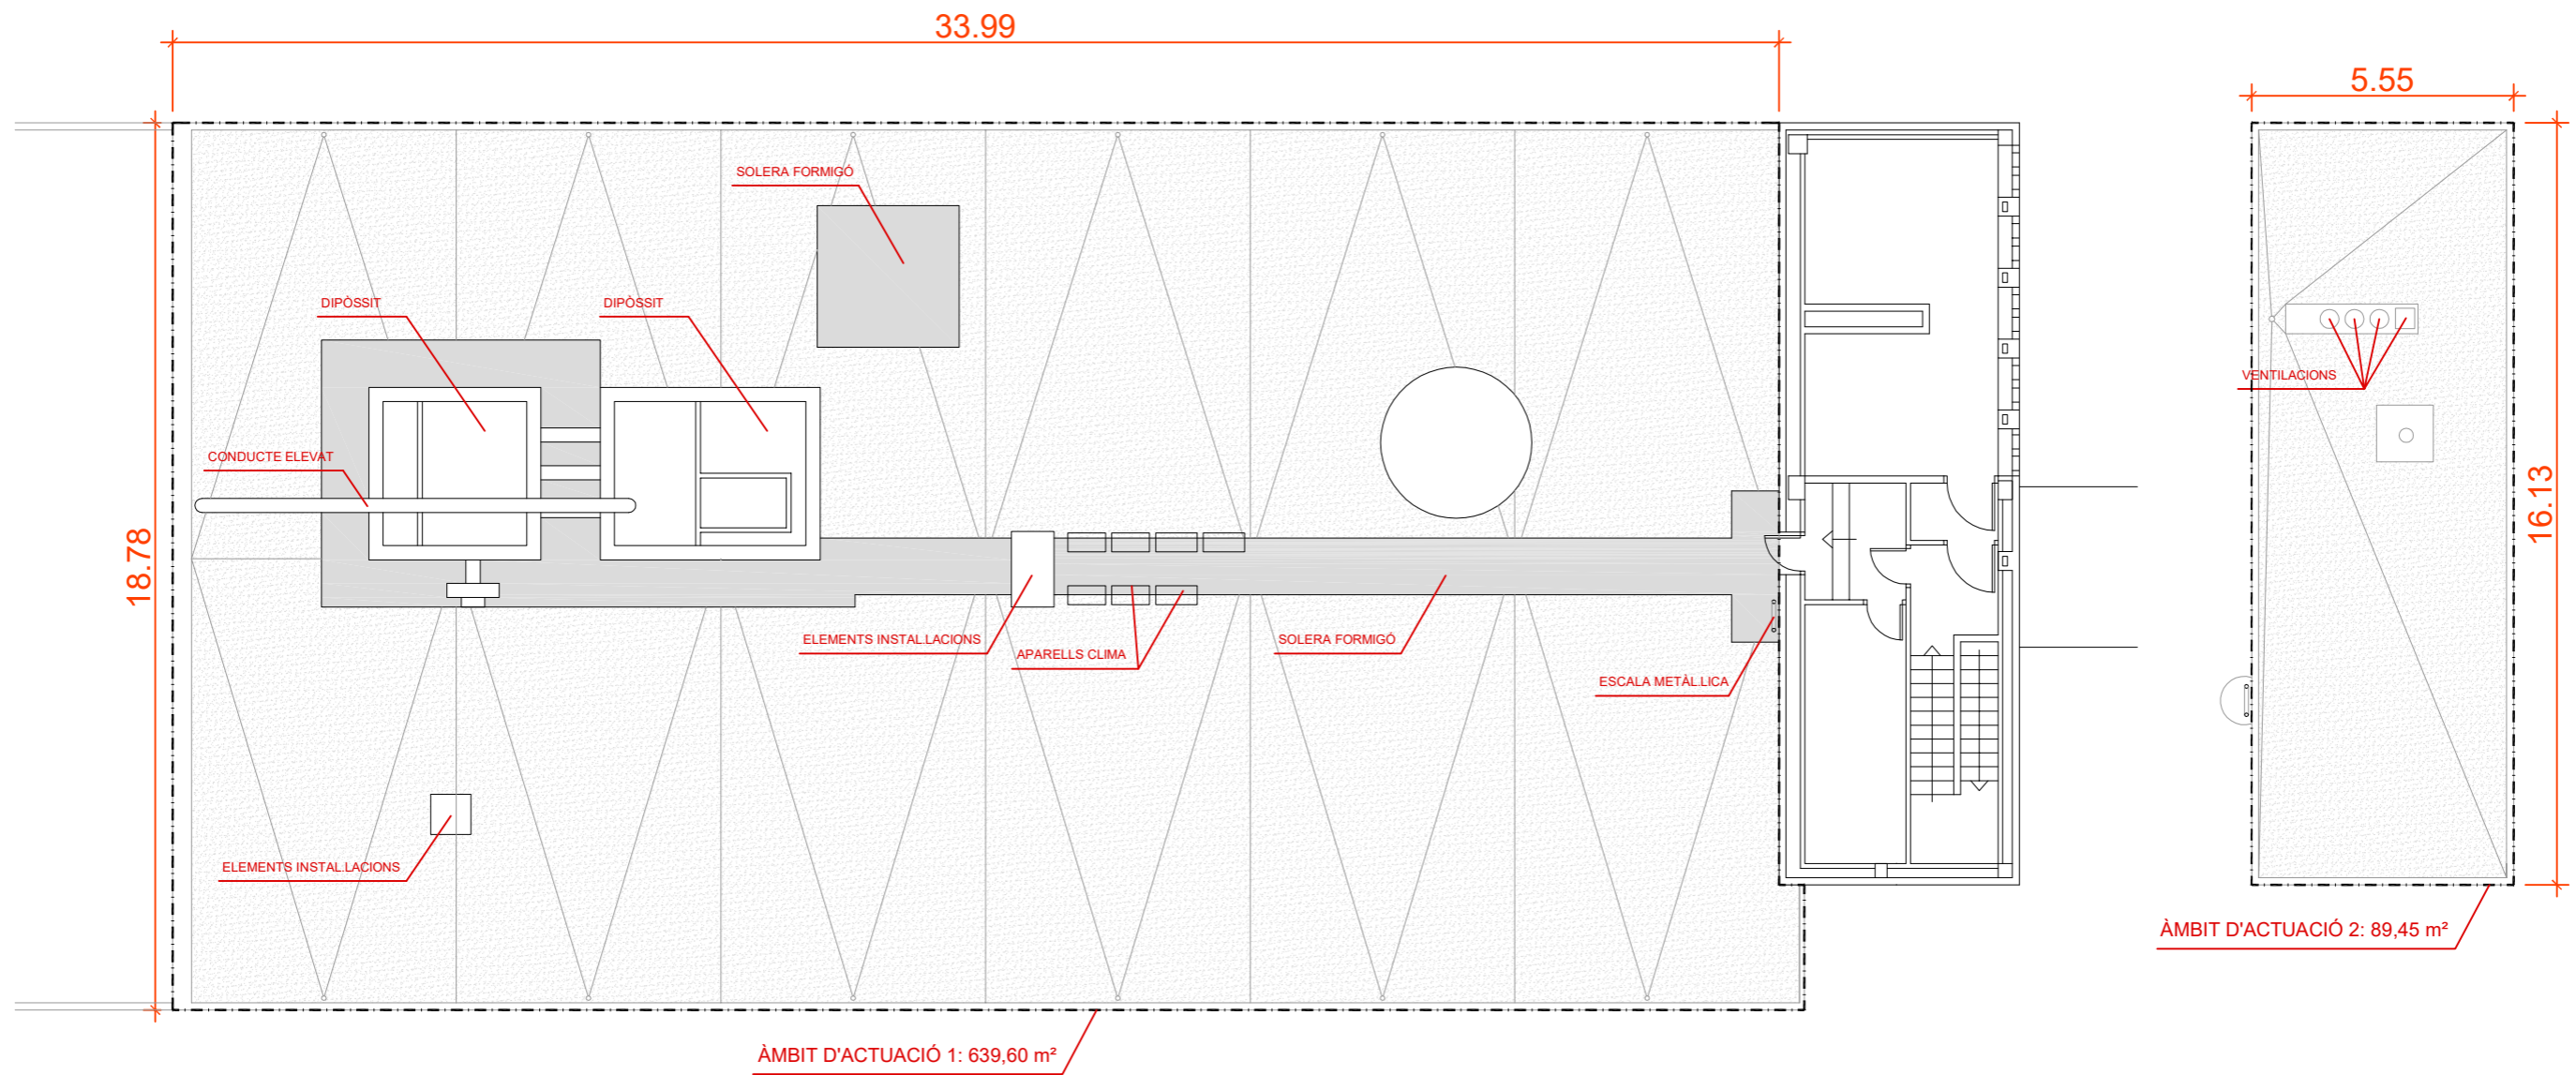 33.99
5.55
SOLERA FORMIGÓ
DIPÒSSIT
DIPÒSSIT
VENTILACIONS
CONDUCTE ELEVAT
18.78
16.13
ELEMENTS INSTAL.LACIONS
APARELLS CLIMA
SOLERA FORMIGÓ
ESCALA METÀL.LICA
ELEMENTS INSTAL.LACIONS
ÀMBIT D'ACTUACIÓ 2: 89,45 m²
ÀMBIT D'ACTUACIÓ 1: 639,60 m²